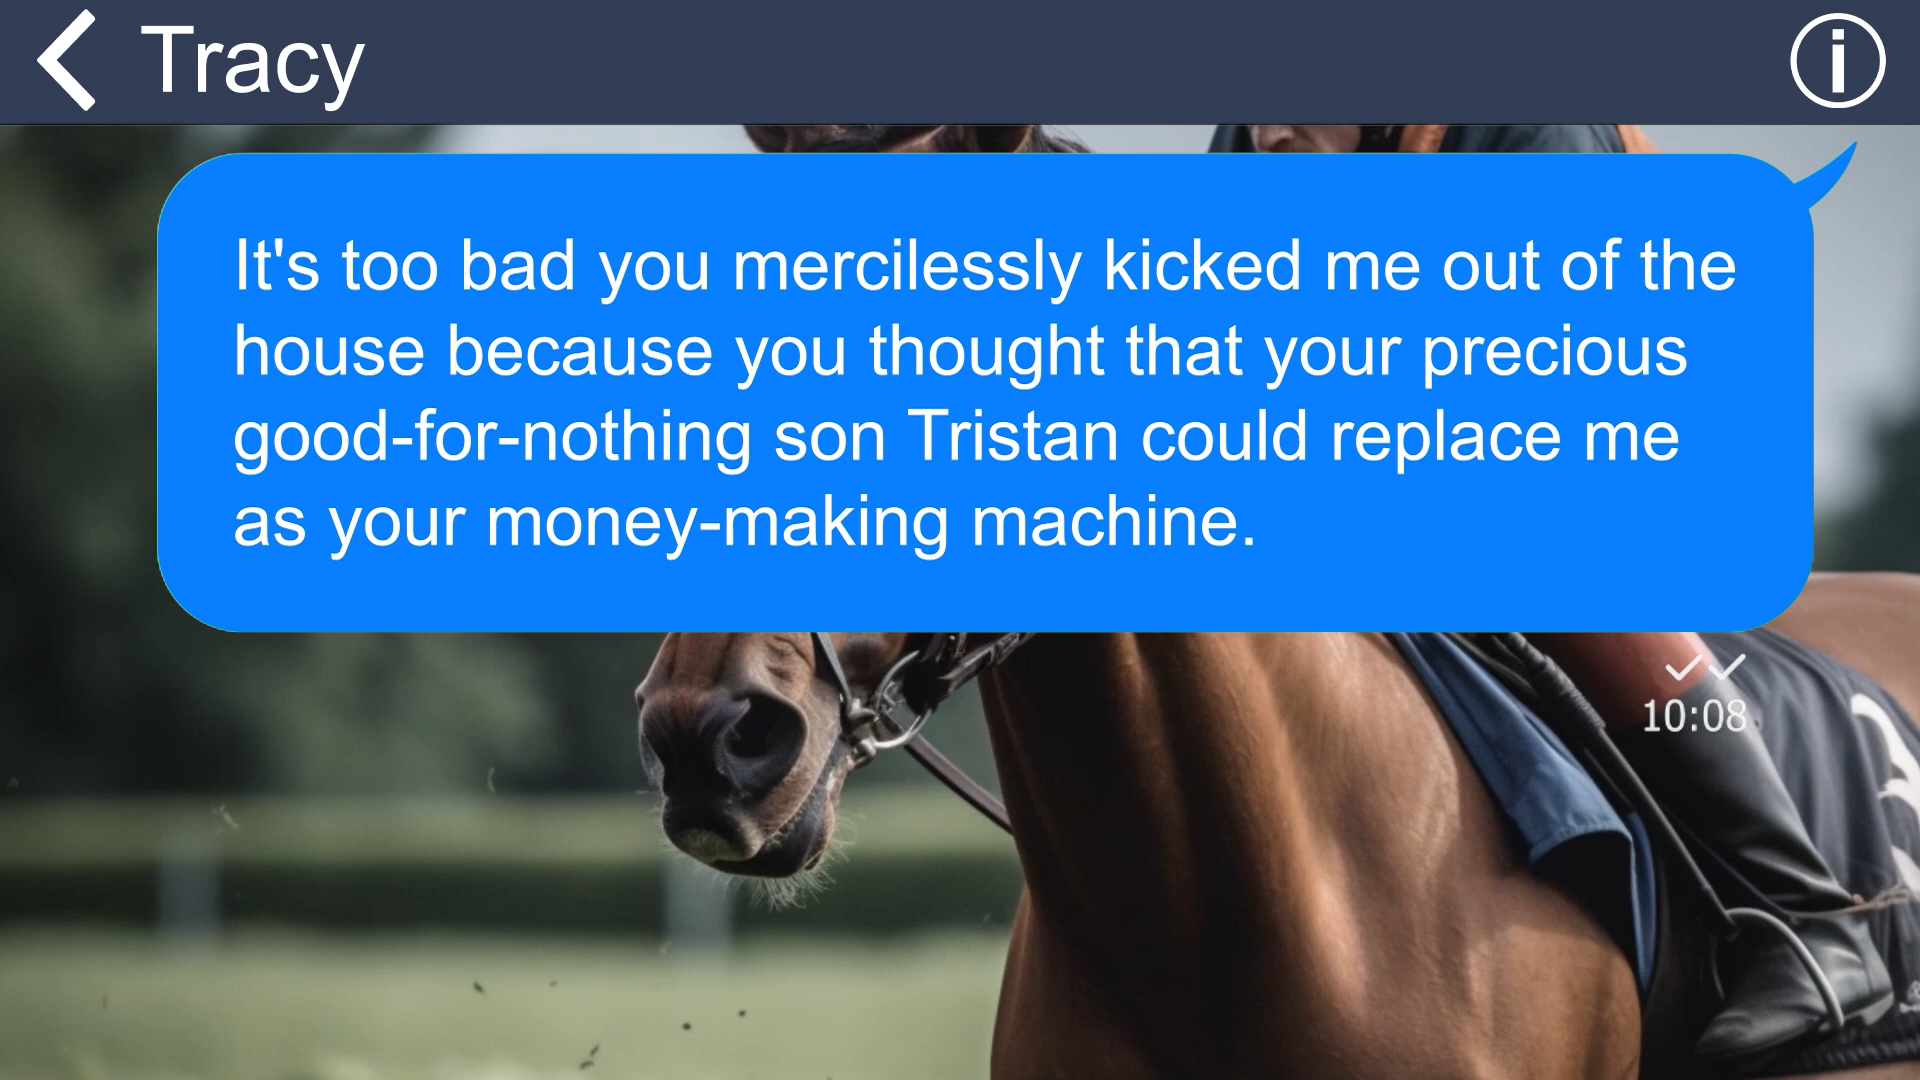 Tracy
It's too bad you mercilessly kicked me out of the
house because you thought that your precious
good-for-nothing son Tristan could replace me
as your money-making machine.
10:08